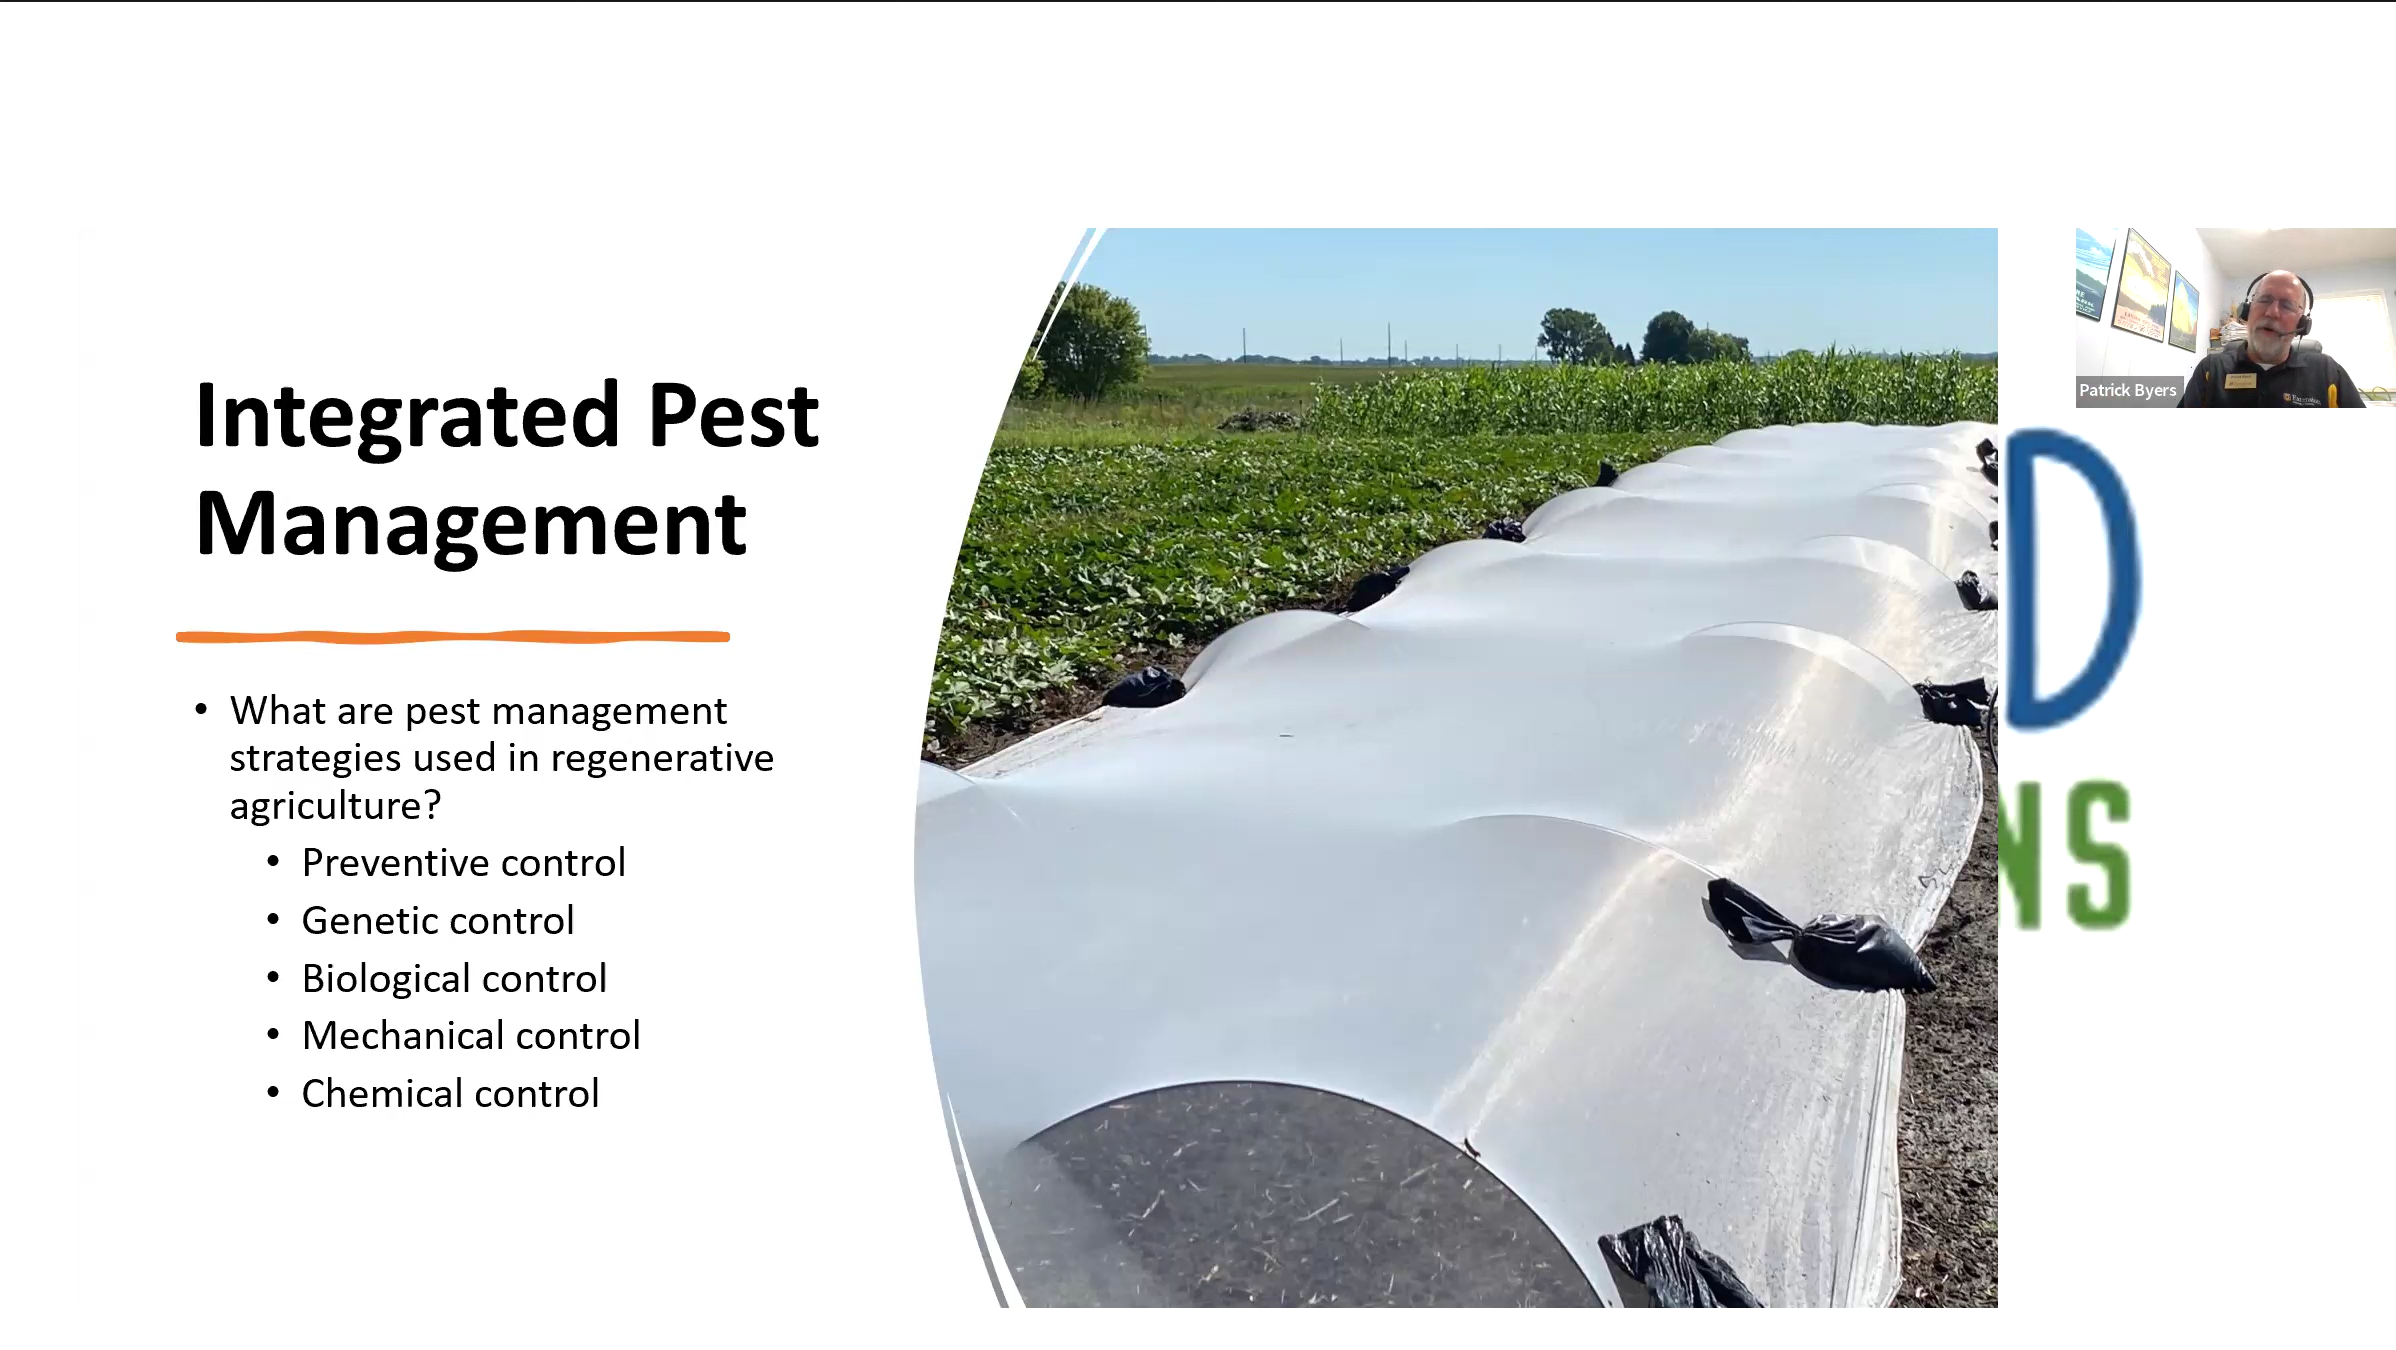 Integrated Pest
Management
• What are pest management
strategies used in regenerative
agriculture?
• Preventive control
• Genetic control
• Biological control
• Mechanical control
• Chemical control
Patrick Byers
D
NS